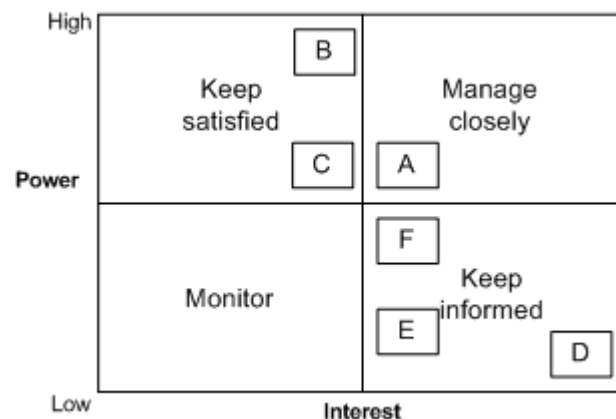 High
B
Keep
satisfied
Manage
closely
C
A
Power
F
Monitor
Keep
informed
E
D
Low
Interest